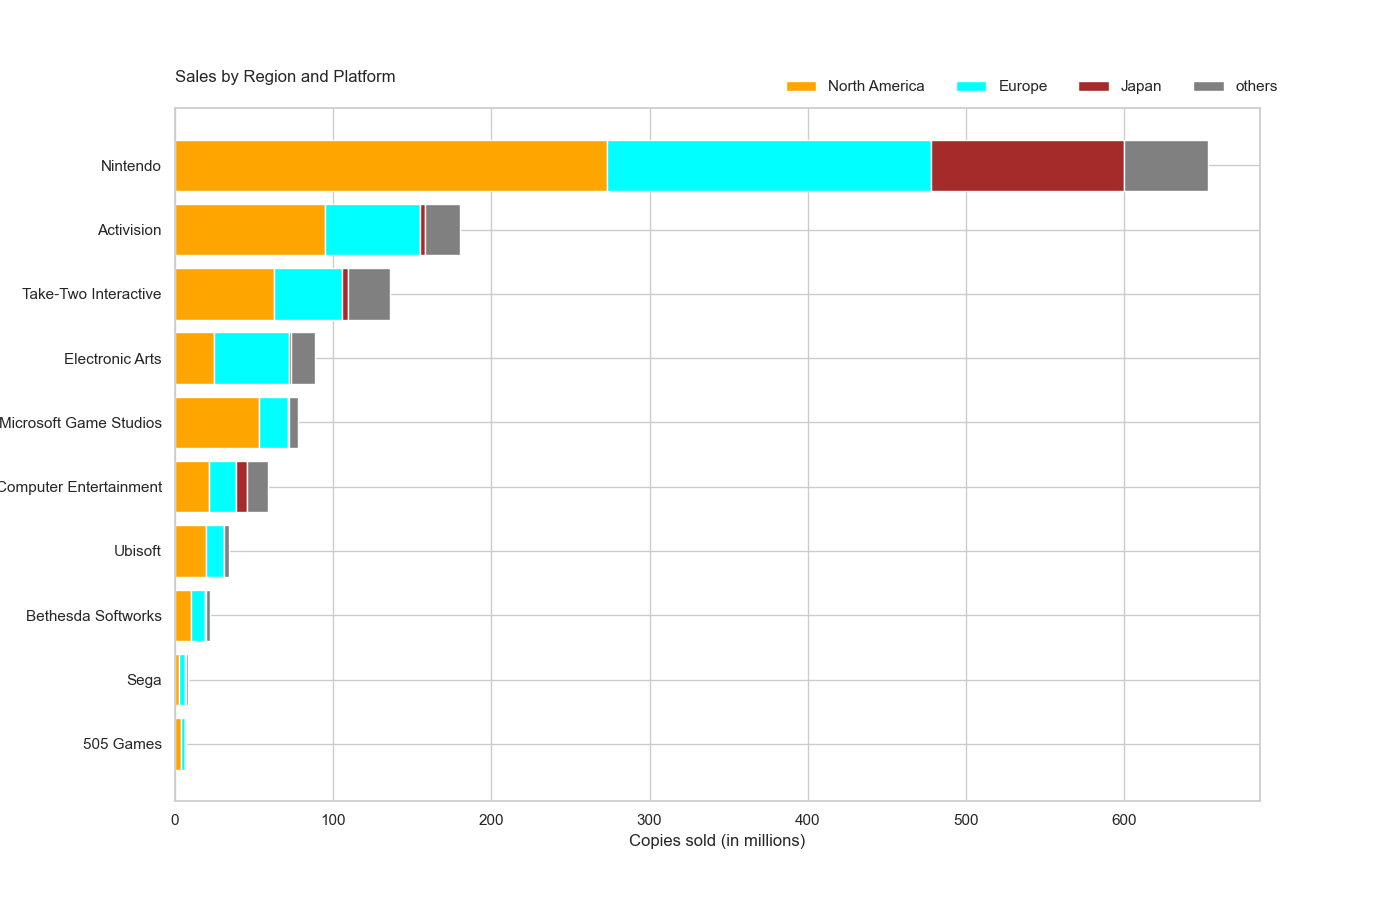 Sales by Region and Platform
North America Europe Japan others
Nintendo
Activision
Take-Two Interactive
Electronic Arts
Microsoft Game Studios
Computer Entertainment
Ubisoft
Bethesda Softworks
Sega
505 Games
0 100 200 300 400 500 600
Copies sold (in millions)